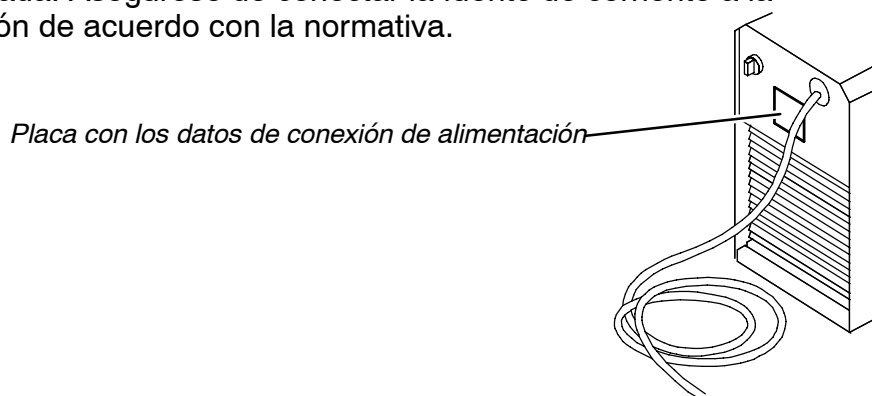 Asegúrese de conectar la fuente de corriente a la
ón de acuerdo con la normativa.
Placa con los datos de conexión de alimentación